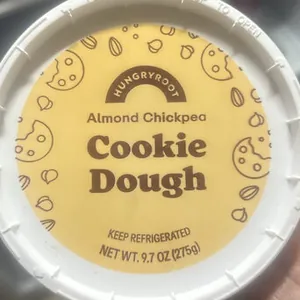 HUNGRYROOT
Almond Chickpea
Cookie
Dough
KEEP REFRIGERATED
NET WT. 9.7 OZ (275g)